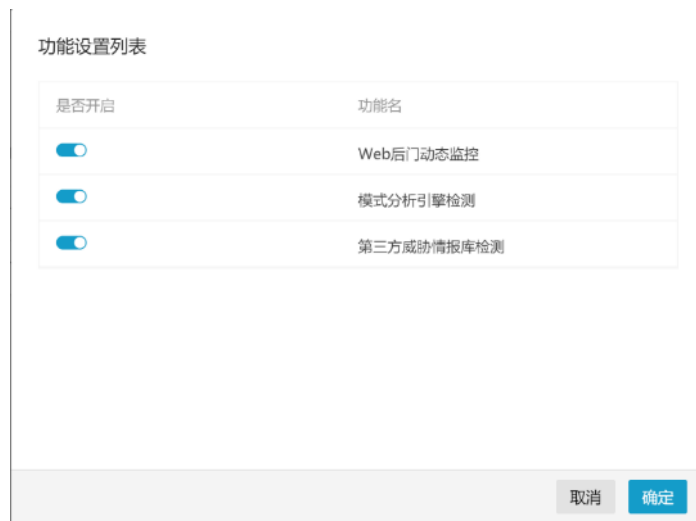 功能设置列表
是否开启 功能名
Web后门动态监控
模式分析引擎检测
第三方威胁情报库检测
取消 确定